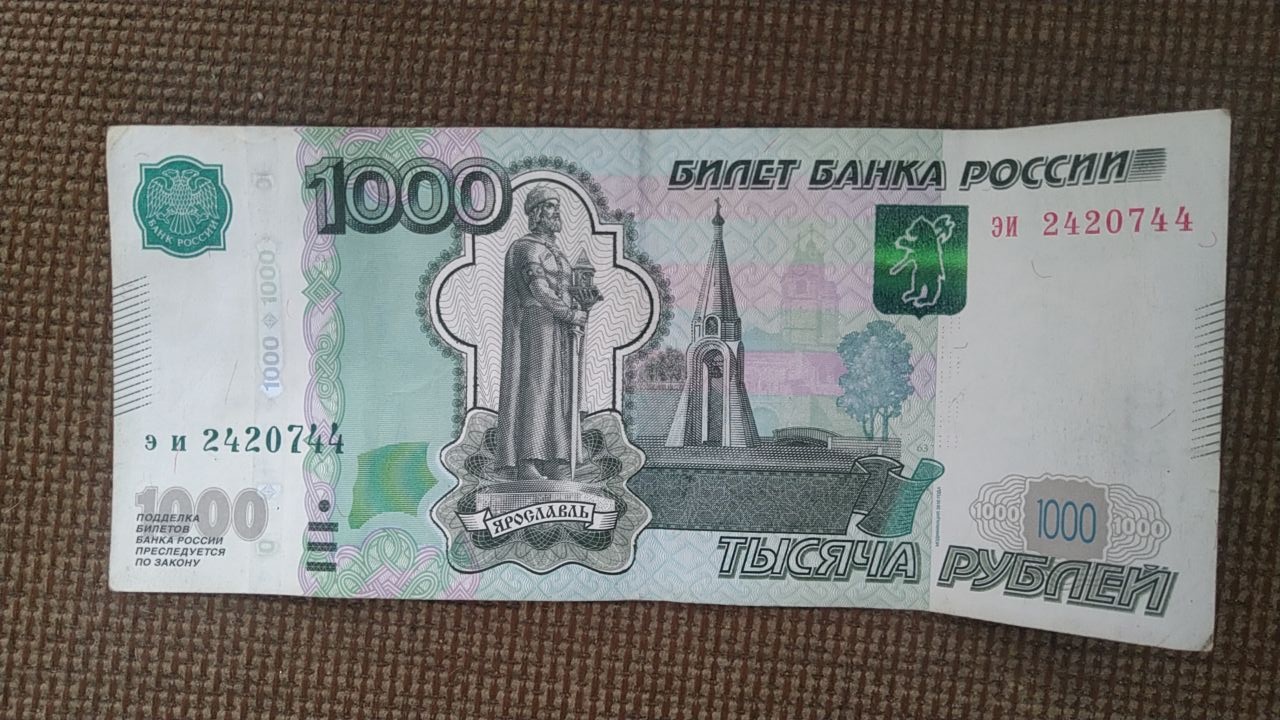 БАНК РОССИИ
1000
БИЛЕТ БАНКА РОССИИ
эи 2420744
1000 1000
э и 2420744
1000
ПОДДЕЛКА
БИЛЕТОВ
БАНКА РОССИИ
ПРЕСЛЕДУЕТСЯ
ПО ЗАКОНУ
ЯРОСЛАВЛЬ
1000 1000 1000
ТЫСЯЧА РУБЛЕЙ